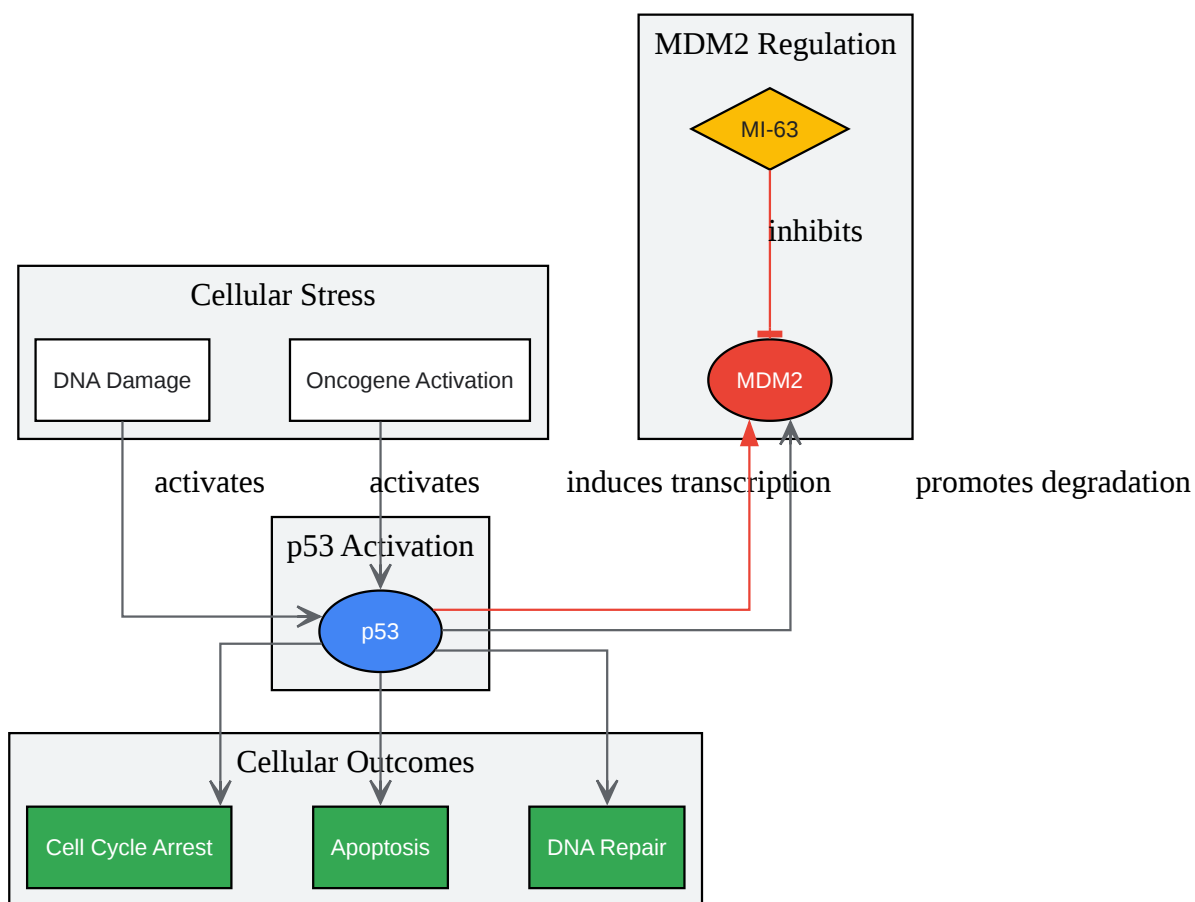 MDM2 Regulation
MI-63
inhibits
Cellular Stress
DNA Damage
Oncogene Activation
MDM2
activates
activates
induces transcription
promotes degradation
p53 Activation
p53
Cellular Outcomes
Cell Cycle Arrest
Apoptosis
DNA Repair